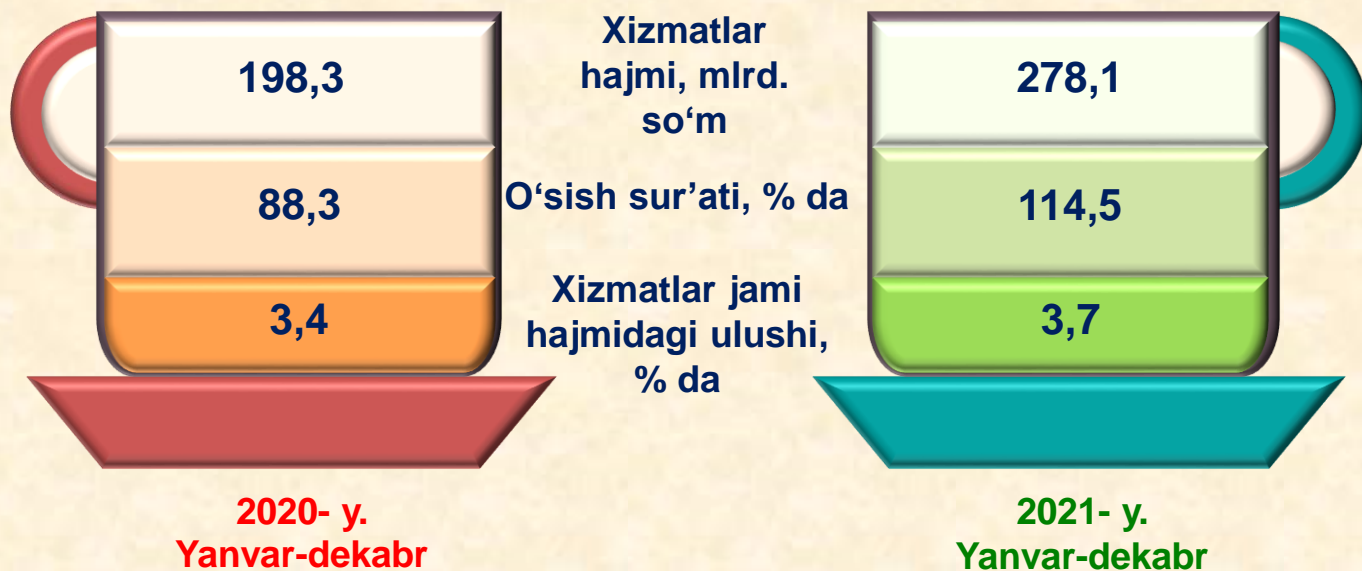 198,3
88,3
3,4
Xizmatlar
hajmi, mlrd.
so‘m
O‘sish sur’ati, % da
Xizmatlar jami
hajmidagi ulushi,
% da
278,1
114,5
3,7
2020- y.
Yanvar-dekabr
2021- y.
Yanvar-dekabr